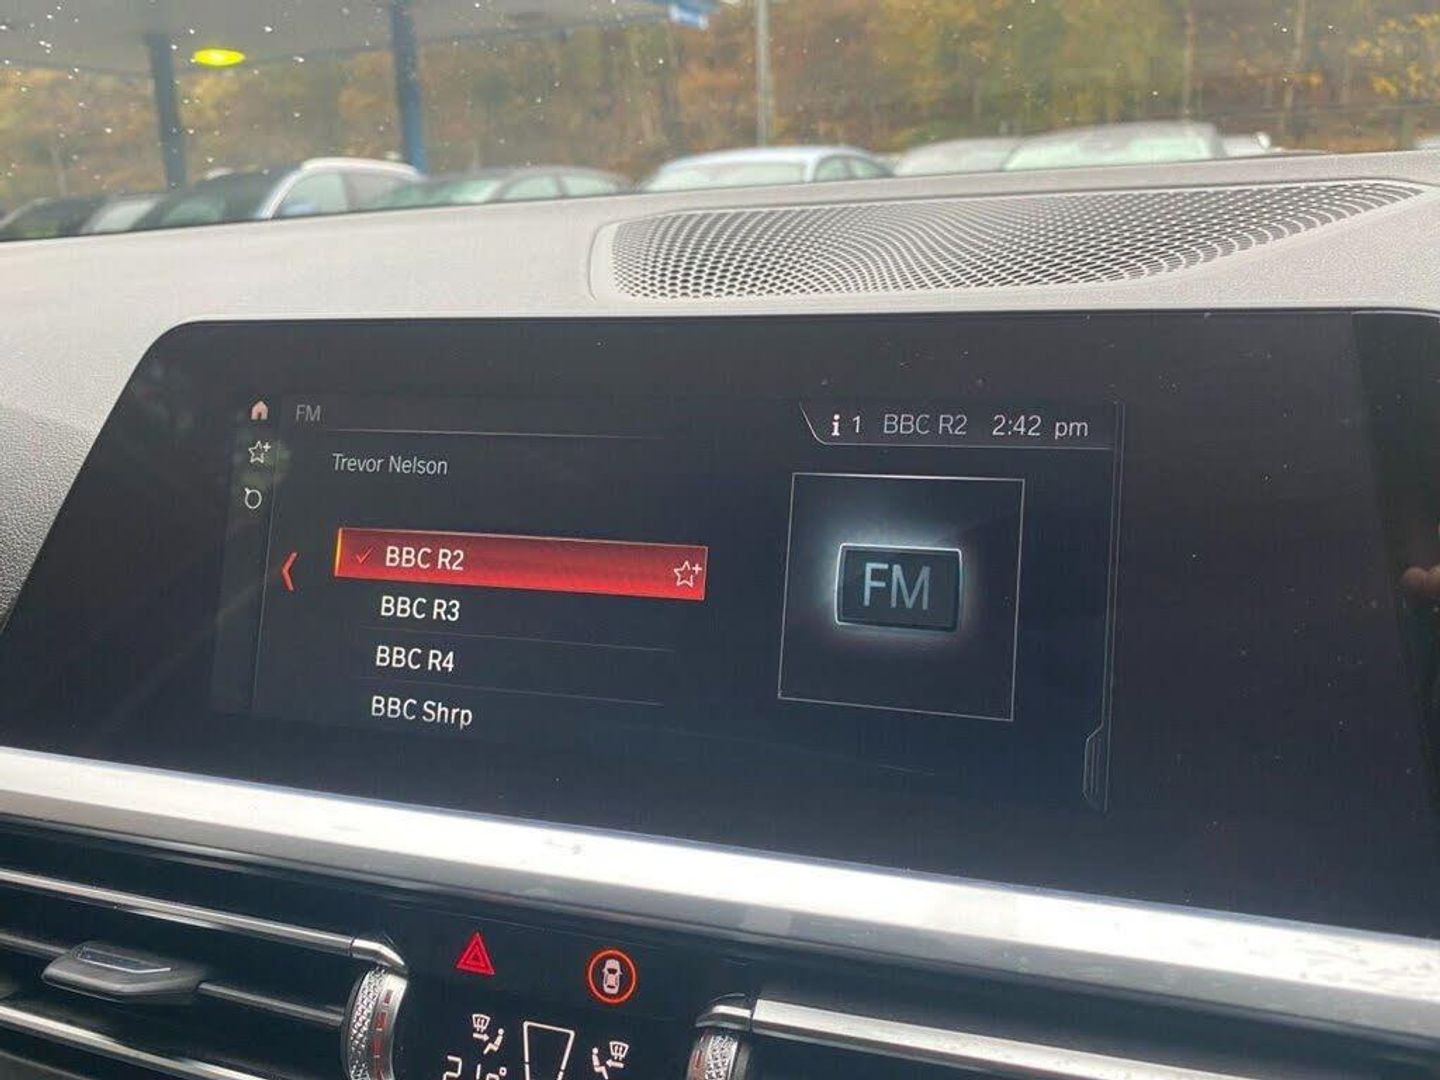 FM
i 1 BBC R2 2:42 pm
Trevor Nelson
BBC R2
BBC R3
BBC R4
BBC Shrp
FM